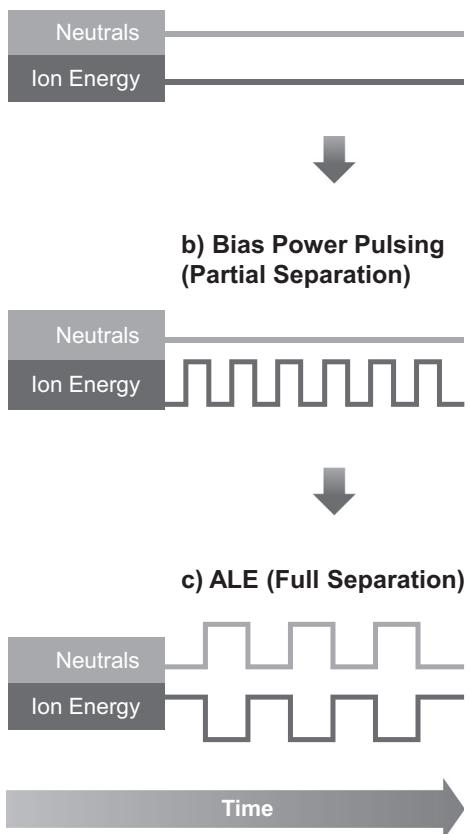 Neutrals
Ion Energy
b) Bias Power Pulsing
(Partial Separation)
Neutrals
Ion Energy
c) ALE (Full Separation)
Neutrals
Ion Energy
Time